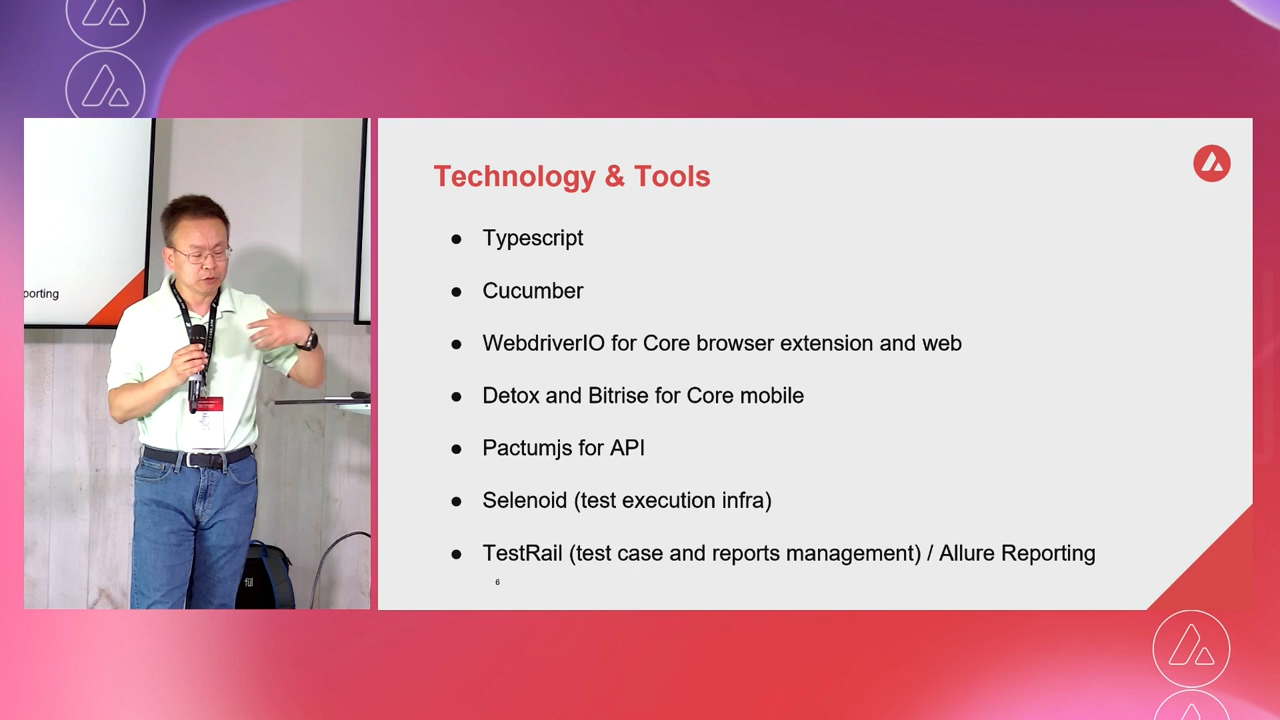 Technology & Tools
● Typescript
● Cucumber
● WebdriverIO for Core browser extension and web
● Detox and Bitrise for Core mobile
● Pactumjs for API
● Selenoid (test execution infra)
● TestRail (test case and reports management) / Allure Reporting
6
porting
fül